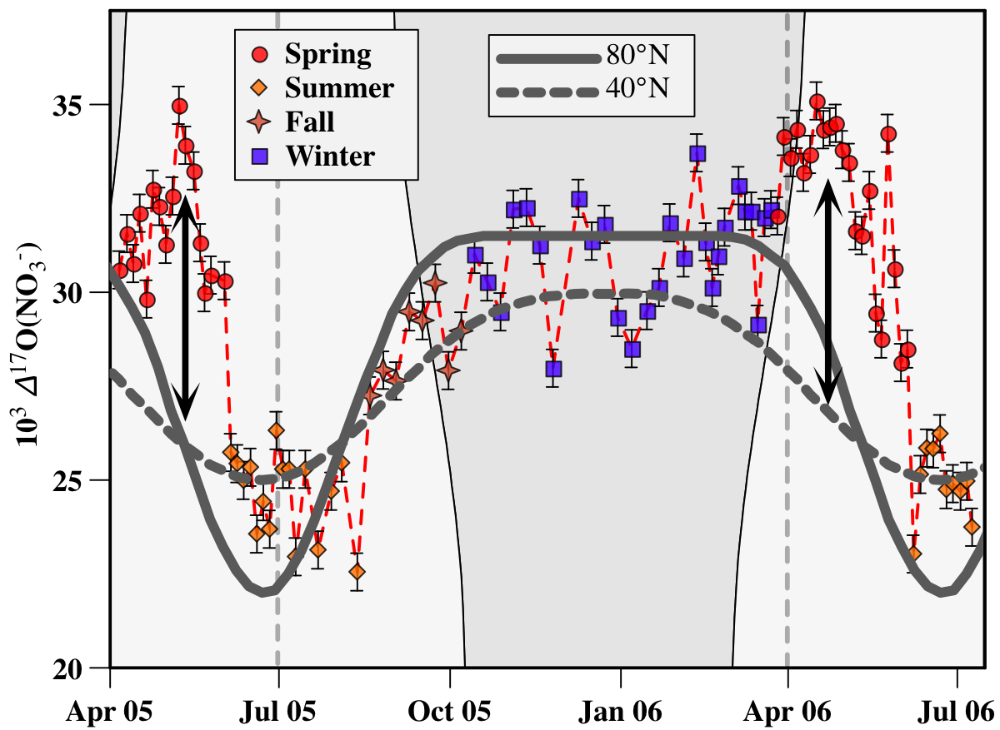 35
30
25
20
10³ Δ¹⁷O(NO₃⁻)
Spring
Summer
Fall
Winter
80°N
40°N
Apr 05 Jul 05 Oct 05 Jan 06 Apr 06 Jul 06